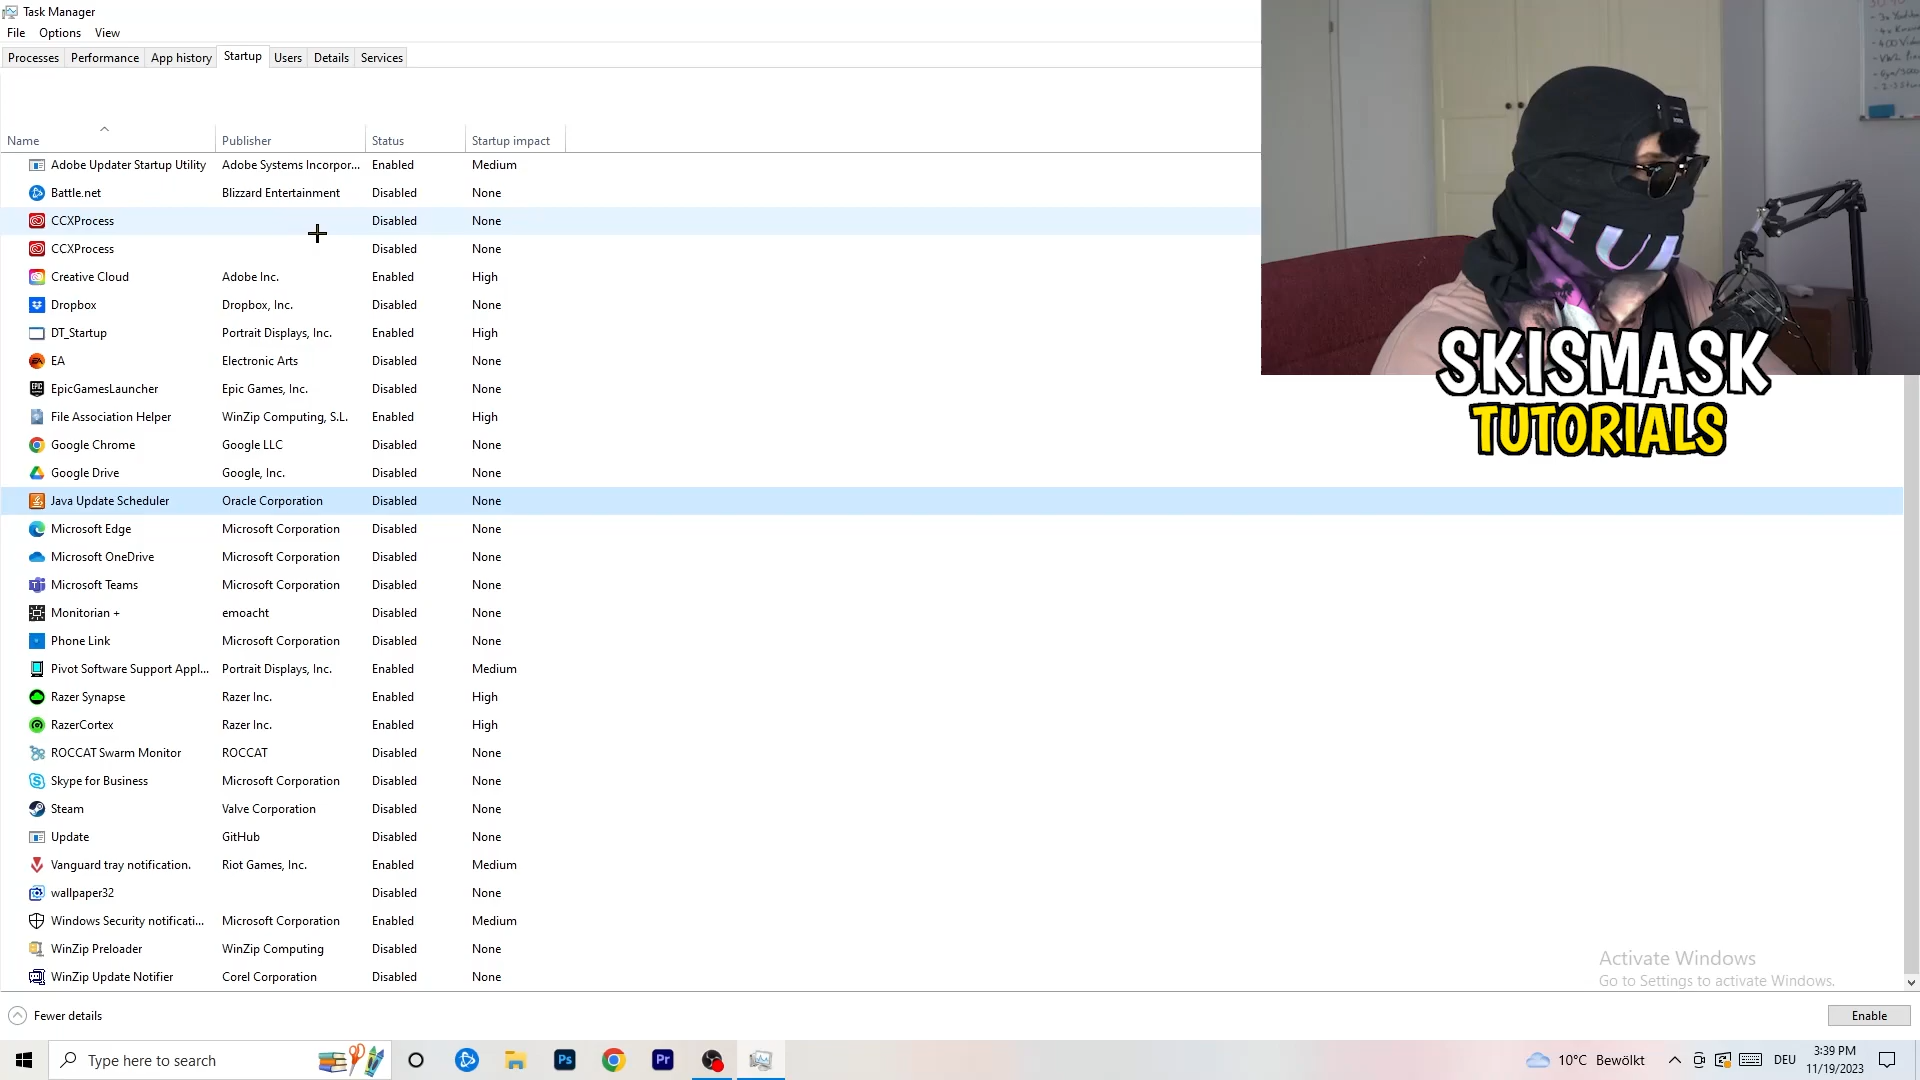 Task Manager
File Options View
Processes Performance App history Startup Users Details Services
Name Publisher Status Startup impact
Adobe Updater Startup Utility Adobe Systems Incorpor... Enabled Medium
Battle.net Blizzard Entertainment Disabled None
CCXProcess Disabled None
CCXProcess Disabled None
Creative Cloud Adobe Inc. Enabled High
Dropbox Dropbox, Inc. Disabled None
DT_Startup Portrait Displays, Inc. Enabled High
EA Electronic Arts Disabled None
EpicGamesLauncher Epic Games, Inc. Disabled None
File Association Helper WinZip Computing, S.L. Enabled High
Google Chrome Google LLC Disabled None
Google Drive Google, Inc. Disabled None
Java Update Scheduler Oracle Corporation Disabled None
Microsoft Edge Microsoft Corporation Disabled None
Microsoft OneDrive Microsoft Corporation Disabled None
Microsoft Teams Microsoft Corporation Disabled None
Monitorian + emoacht Disabled None
Phone Link Microsoft Corporation Disabled None
Pivot Software Support Appl... Portrait Displays, Inc. Enabled Medium
Razer Synapse Razer Inc. Enabled High
RazerCortex Razer Inc. Enabled High
ROCCAT Swarm Monitor ROCCAT Disabled None
Skype for Business Microsoft Corporation Disabled None
Steam Valve Corporation Disabled None
Update GitHub Disabled None
Vanguard tray notification. Riot Games, Inc. Enabled Medium
wallpaper32 Disabled None
Windows Security notificati... Microsoft Corporation Enabled Medium
WinZip Preloader WinZip Computing Disabled None
WinZip Update Notifier Corel Corporation Disabled None
SKISMASK
TUTORIALS
Activate Windows
Go to Settings to activate Windows.
Fewer details
Enable
Type here to search
Ps
Pr
10°C Bewölkt
DEU
3:39 PM
11/19/2023